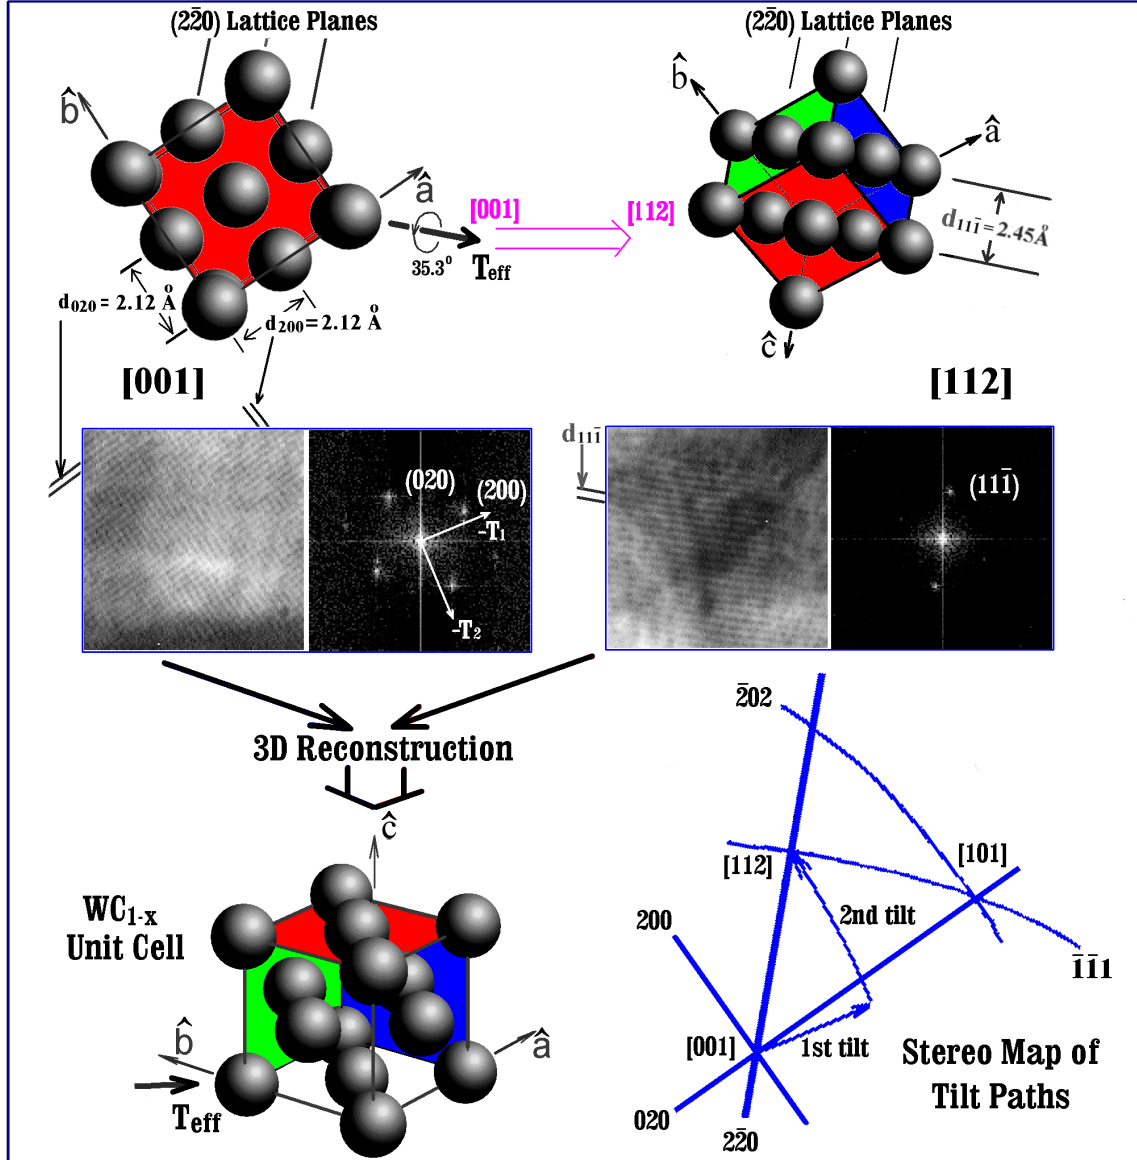 (22̅0) Lattice Planes
(22̅0) Lattice Planes
b̂
â
[001]
35.3°
T_eff
[112]
d₀₂₀ = 2.12 Å
d₂₀₀ = 2.12 Å
[001]
b̂
â
d₁₁₁̅ = 2.45Å
ĉ
[112]
(020)
(200)
-T₁
-T₂
d₁₁₁̅
(111̅)
3D Reconstruction
ĉ
WC₁₋ₓ
Unit Cell
b̂
â
T_eff
2̅02
[112]
[101]
200
2nd tilt
1̅1̅1
[001]
1st tilt
020
22̅0
Stereo Map of
Tilt Paths